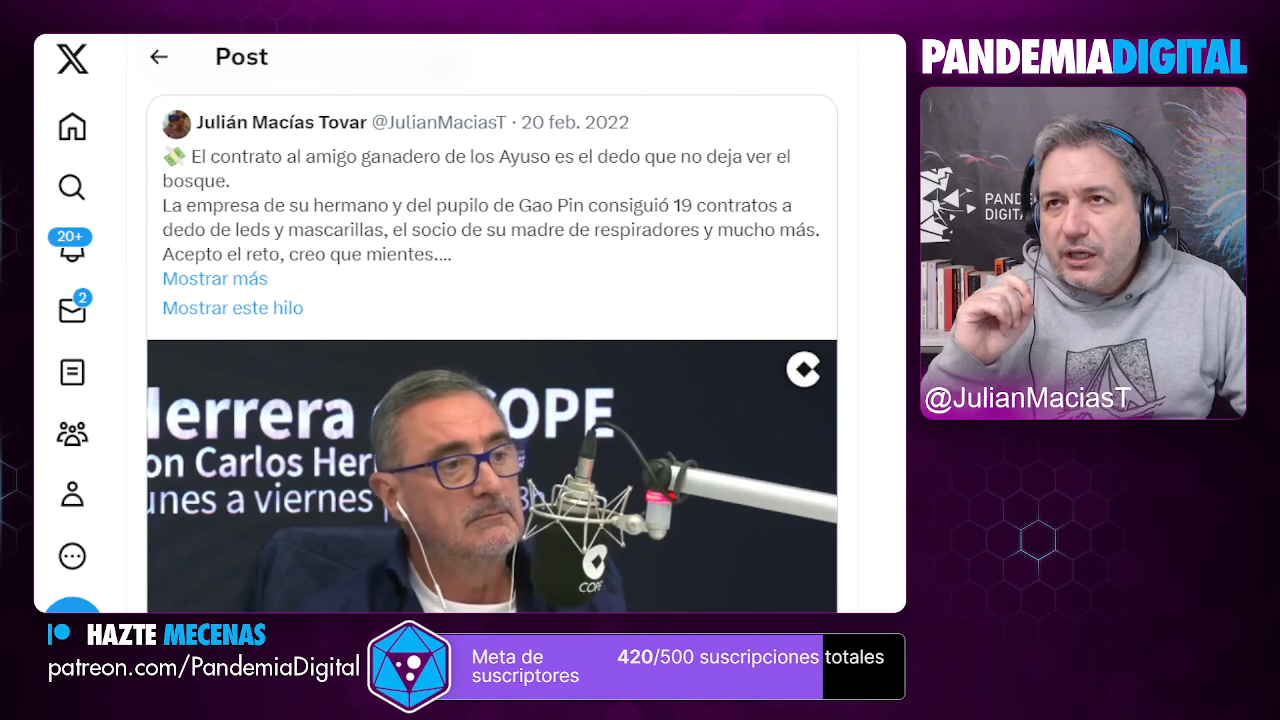 Post
Julián Macías Tovar @JulianMaciasT · 20 feb. 2022
💸 El contrato al amigo ganadero de los Ayuso es el dedo que no deja ver el
bosque.
La empresa de su hermano y del pupilo de Gao Pin consiguió 19 contratos a
dedo de leds y mascarillas, el socio de su madre de respiradores y mucho más.
Acepto el reto, creo que mientes....
Mostrar más
Mostrar este hilo
20+
2
COPE
on Carlos
unes a viernes
COPE
PANDEMIADIGITAL
@JulianMaciasT
HAZTE MECENAS
patreon.com/PandemiaDigital
Meta de
suscriptores
420/500 suscripciones totales